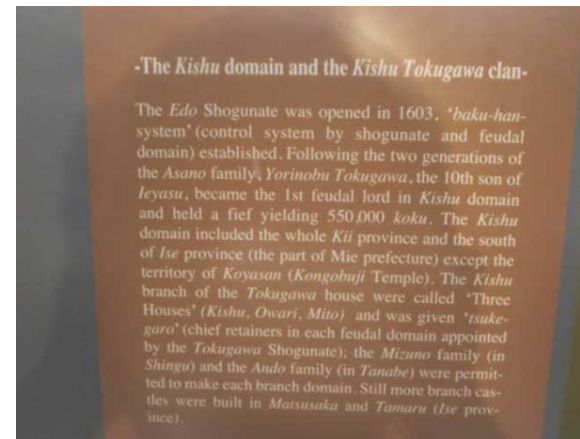 -The Kishu domain and the Kishu Tokugawa clan-
The Edo Shogunate was opened in 1603, 'baku-han-
system' (control system by shogunate and feudal
domain) established. Following the two generations of
the Asano family, Yorinobu Tokugawa, the 10th son of
Ieyasu, became the 1st feudal lord in Kishu domain
and held a fief yielding 550,000 koku. The Kishu
domain included the whole Kii province and the south
of Ise province (the part of Mie prefecture) except the
territory of Koyasan (Kongobuji Temple). The Kishu
branch of the Tokugawa house were called 'Three
Houses' (Kishu, Owari, Mito) and was given 'tsuke-
garo' (chief retainers in each feudal domain appointed
by the Tokugawa Shogunate); the Mizuno family (in
Shingu) and the Ando family (in Tanabe) were permit-
ted to make each branch domain. Still more branch cas-
tles were built in Matsusaka and Tamaru (Ise prov-
ince).